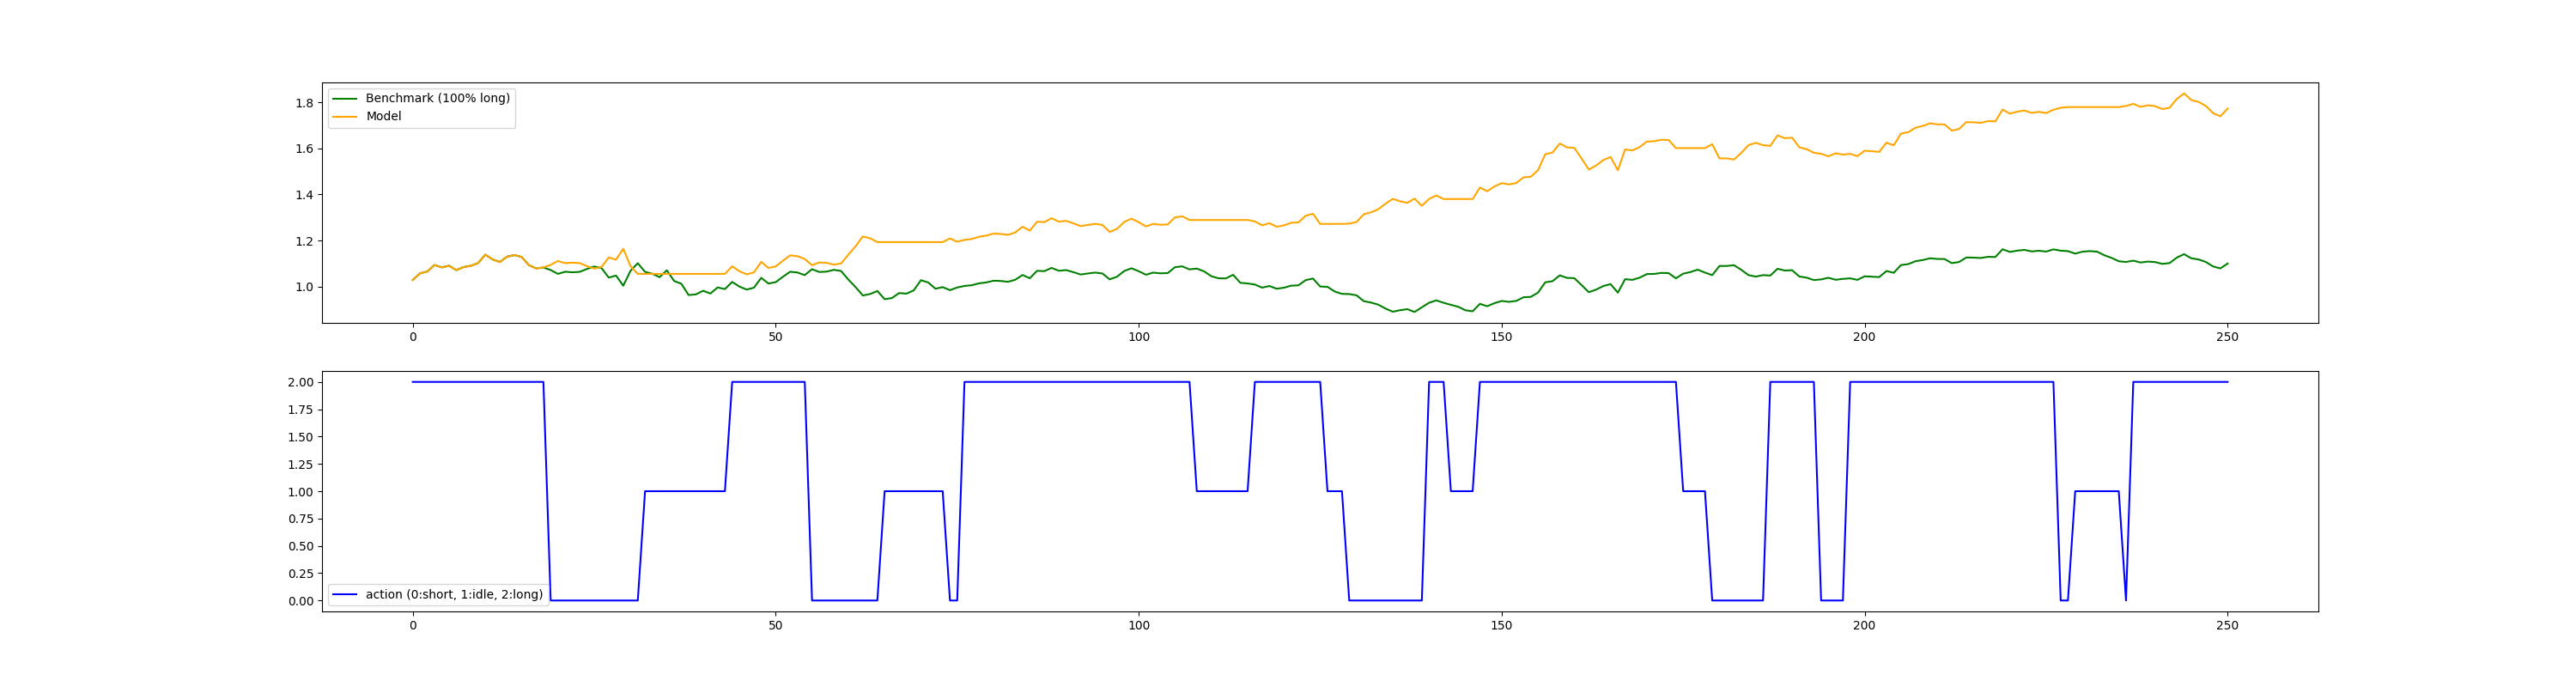 Benchmark (100% long)
Model
1.8
1.6
1.4
1.2
1.0
0 50 100 150 200 250
2.00
1.75
1.50
1.25
1.00
0.75
0.50
0.25
0.00
action (0:short, 1:idle, 2:long)
0 50 100 150 200 250